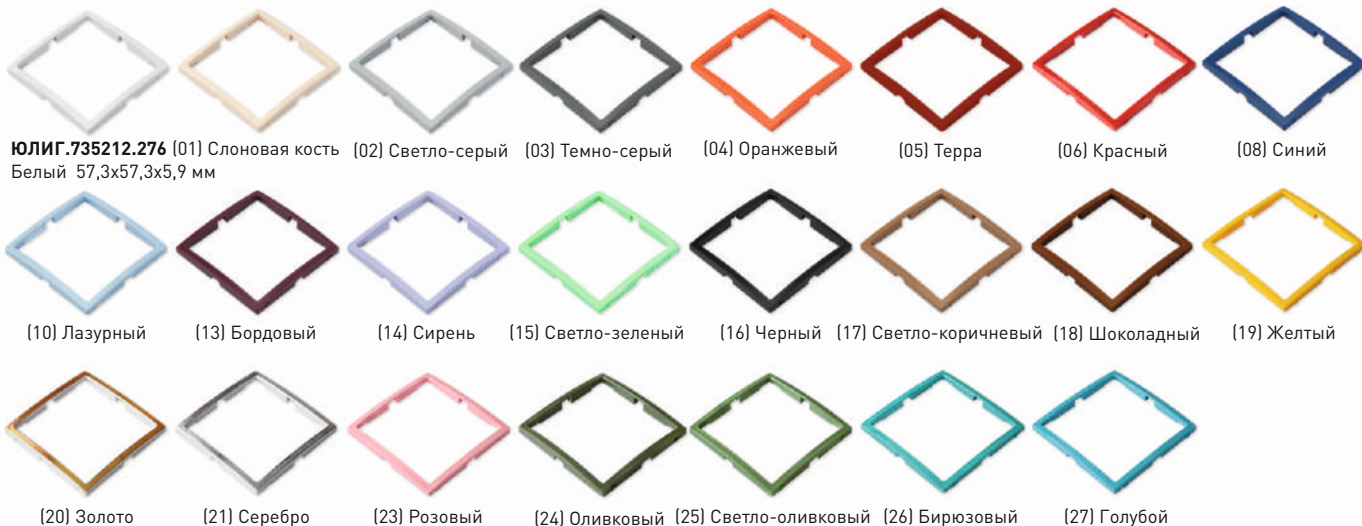 ЮЛИГ.735212.276 (01) Слоновая кость (02) Светло-серый (03) Темно-серый (04) Оранжевый (05) Терра (06) Красный (08) Синий
Белый 57,3х57,3х5,9 мм
(10) Лазурный (13) Бордовый (14) Сирень (15) Светло-зеленый (16) Черный (17) Светло-коричневый (18) Шоколадный (19) Желтый
(20) Золото (21) Серебро (23) Розовый (24) Оливковый (25) Светло-оливковый (26) Бирюзовый (27) Голубой